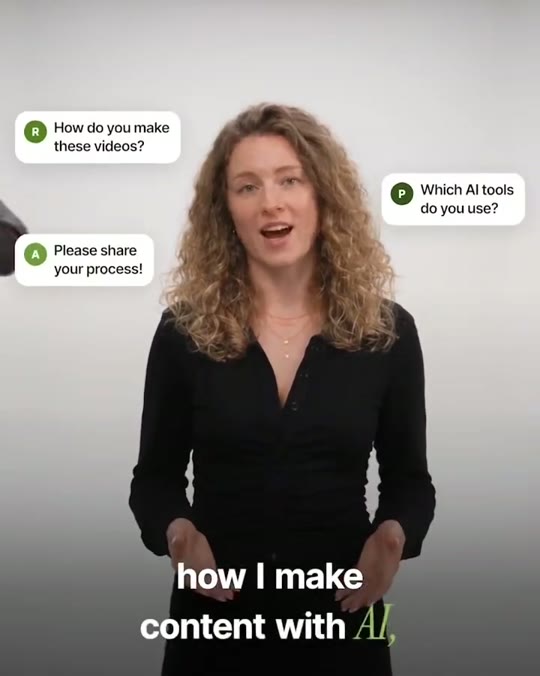 R How do you make
these videos?
P Which AI tools
do you use?
A Please share
your process!
how I make
content with AI,